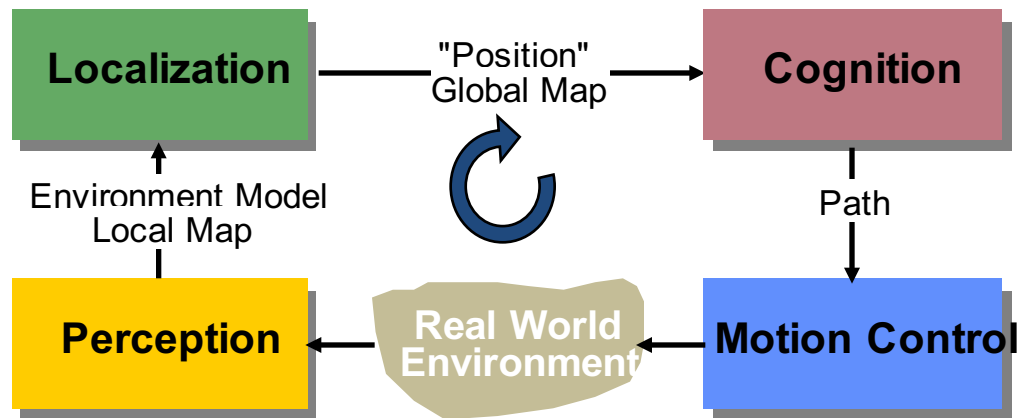 Localization
"Position"
Global Map
Cognition
Environment Model
Local Map
Path
Perception
Real World
Environment
Motion Control